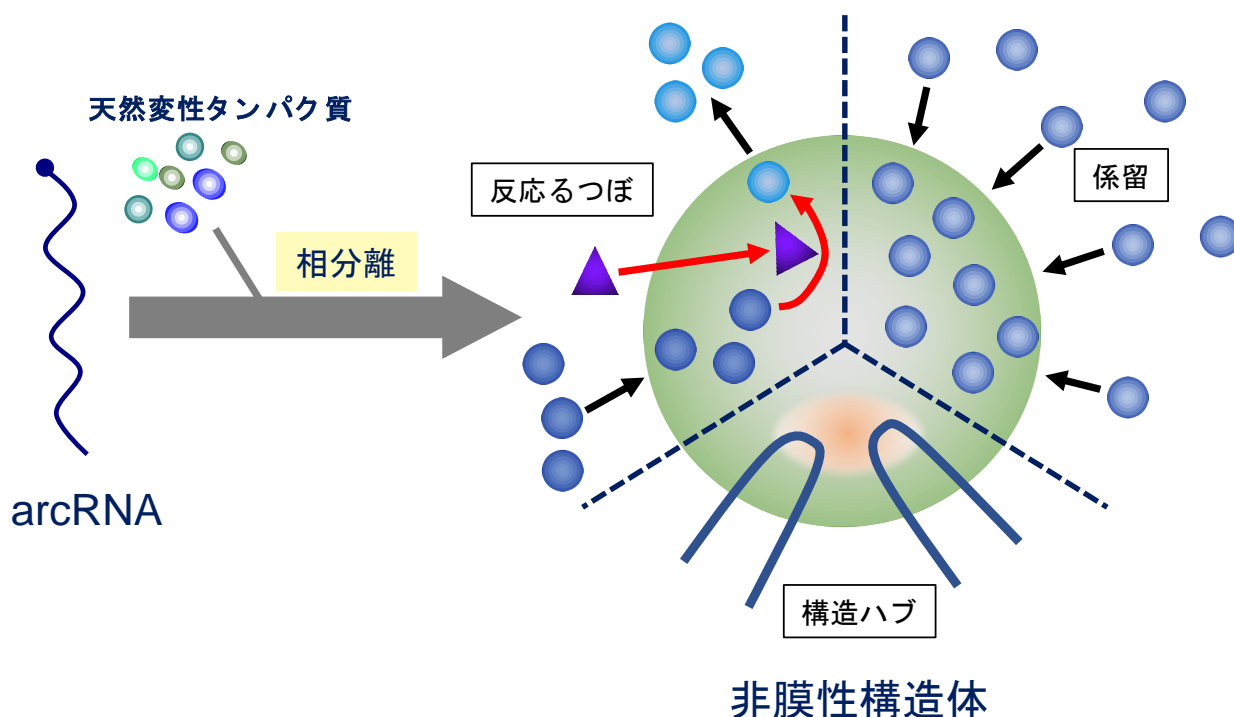 天然変性タンパク質
反応るつぼ
係留
相分離
arcRNA
構造ハブ
非膜性構造体